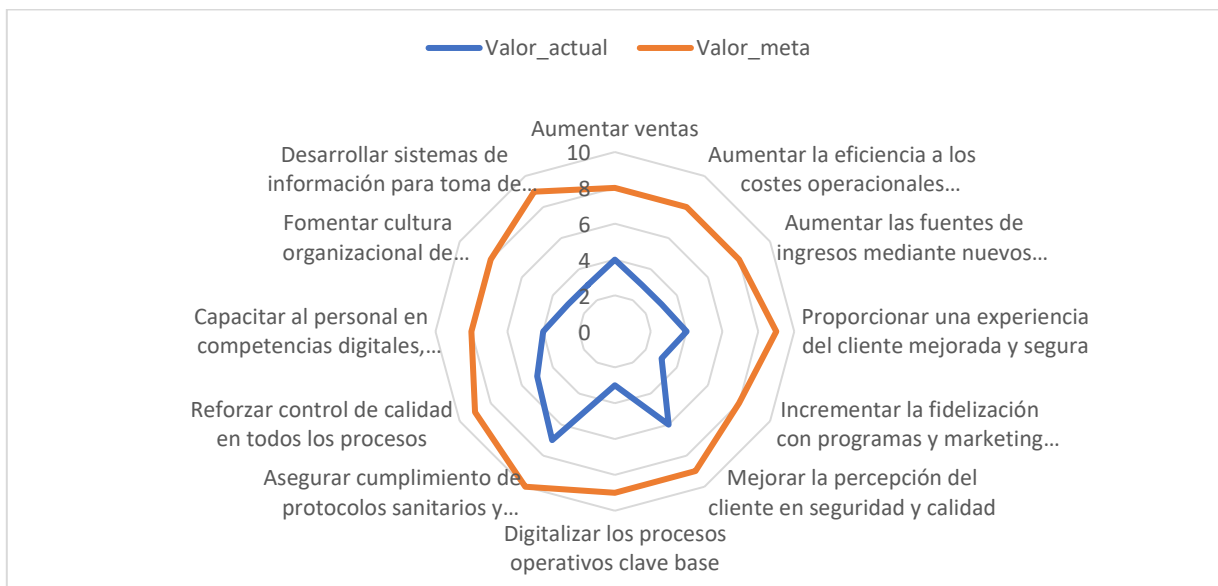 Valor_actual
Valor_meta
Aumentar ventas
Aumentar la eficiencia a los
costes operacionales…
Aumentar las fuentes de
ingresos mediante nuevos…
Proporcionar una experiencia
del cliente mejorada y segura
Incrementar la fidelización
con programas y marketing…
Mejorar la percepción del
cliente en seguridad y calidad
Digitalizar los procesos
operativos clave base
Asegurar cumplimiento de
protocolos sanitarios y…
Reforzar control de calidad
en todos los procesos
Capacitar al personal en
competencias digitales,…
Fomentar cultura
organizacional de…
Desarrollar sistemas de
información para toma de…
10
8
6
4
2
0